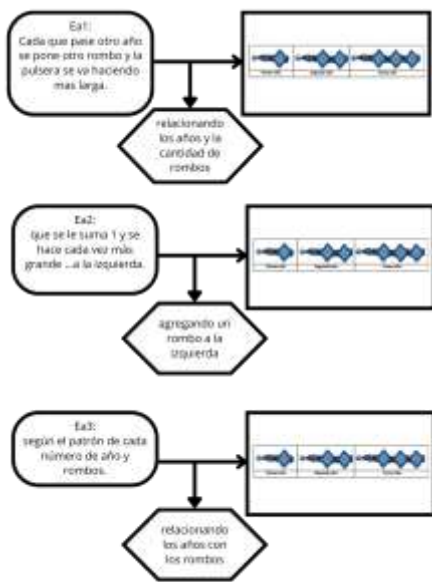 Ea1:
Cada que pase otro año
se pone otro rombo y la
pulsera se va haciendo
mas larga.
relacionando
los años y la
cantidad de
rombos
Ea2:
que se le suma 1 y se
hace cada vez más
grande ...a la izquierda.
agregando un
rombo a la
izquierda
Ea3:
según el patrón de cada
número de año y
rombos.
relacionando
los años con
los rombos